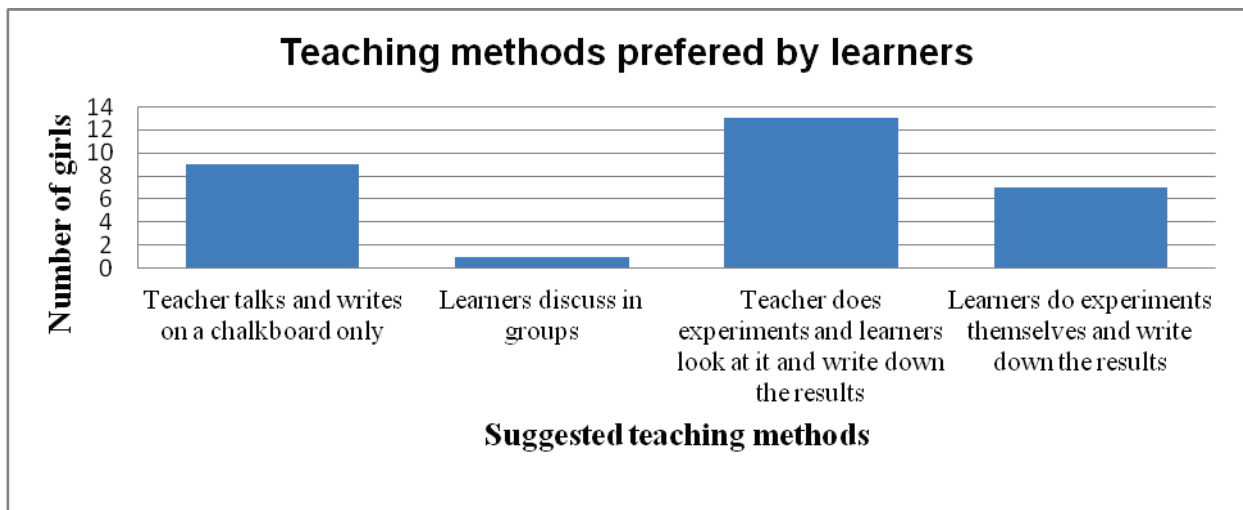 Teaching methods prefered by learners
Number of girls
14
12
10
8
6
4
2
0
Teacher talks and writes
on a chalkboard only
Learners discuss in
groups
Teacher does
experiments and learners
look at it and write down
the results
Learners do experiments
themselves and write
down the results
Suggested teaching methods